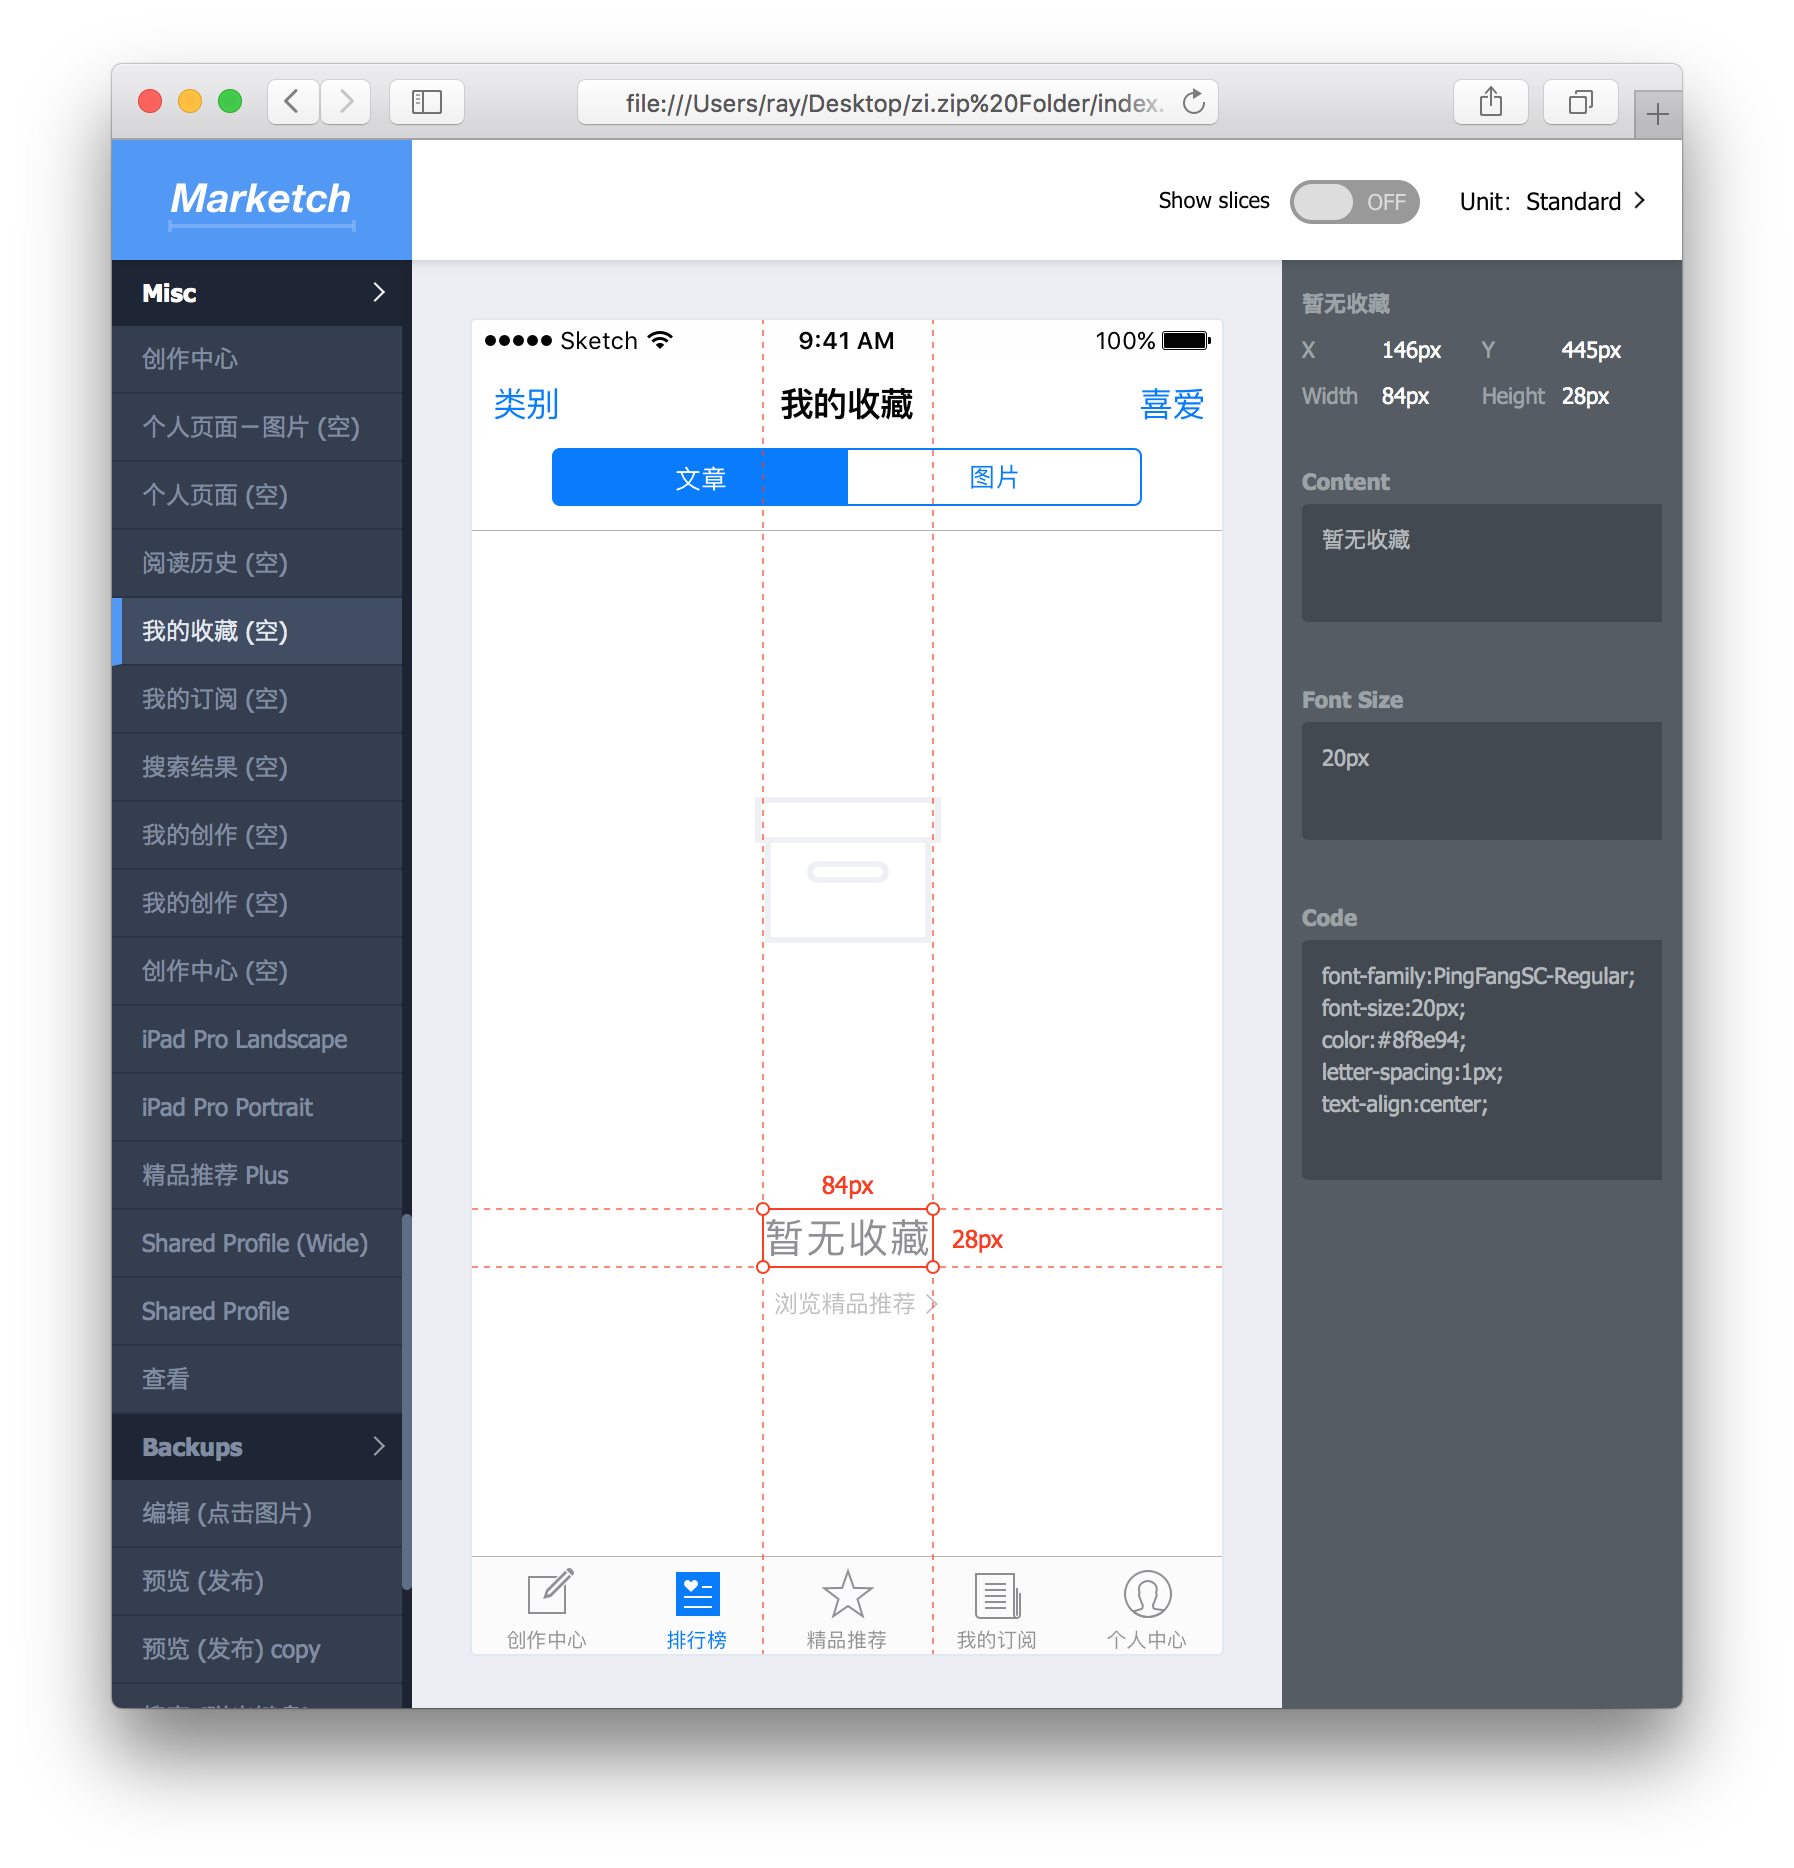 file:///Users/ray/Desktop/zi.zip%20Folder/index.
Marketch
Show slices
OFF
Unit: Standard
Misc
创作中心
个人页面－图片 (空)
个人页面 (空)
阅读历史 (空)
我的收藏 (空)
我的订阅 (空)
搜索结果 (空)
我的创作 (空)
我的创作 (空)
创作中心 (空)
iPad Pro Landscape
iPad Pro Portrait
精品推荐 Plus
Shared Profile (Wide)
Shared Profile
查看
Backups
编辑 (点击图片)
预览 (发布)
预览 (发布) copy
Sketch
9:41 AM
100%
类别
我的收藏
喜爱
文章
图片
84px
暂无收藏
28px
浏览精品推荐
创作中心
排行榜
精品推荐
我的订阅
个人中心
暂无收藏
X 146px Y 445px
Width 84px Height 28px
Content
暂无收藏
Font Size
20px
Code
font-family:PingFangSC-Regular;
font-size:20px;
color:#8f8e94;
letter-spacing:1px;
text-align:center;